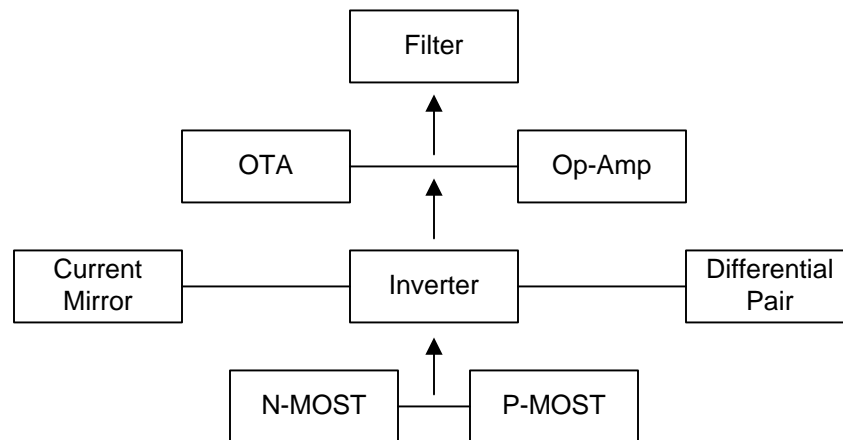 Filter
OTA
Op-Amp
Current
Mirror
Inverter
Differential
Pair
N-MOST
P-MOST